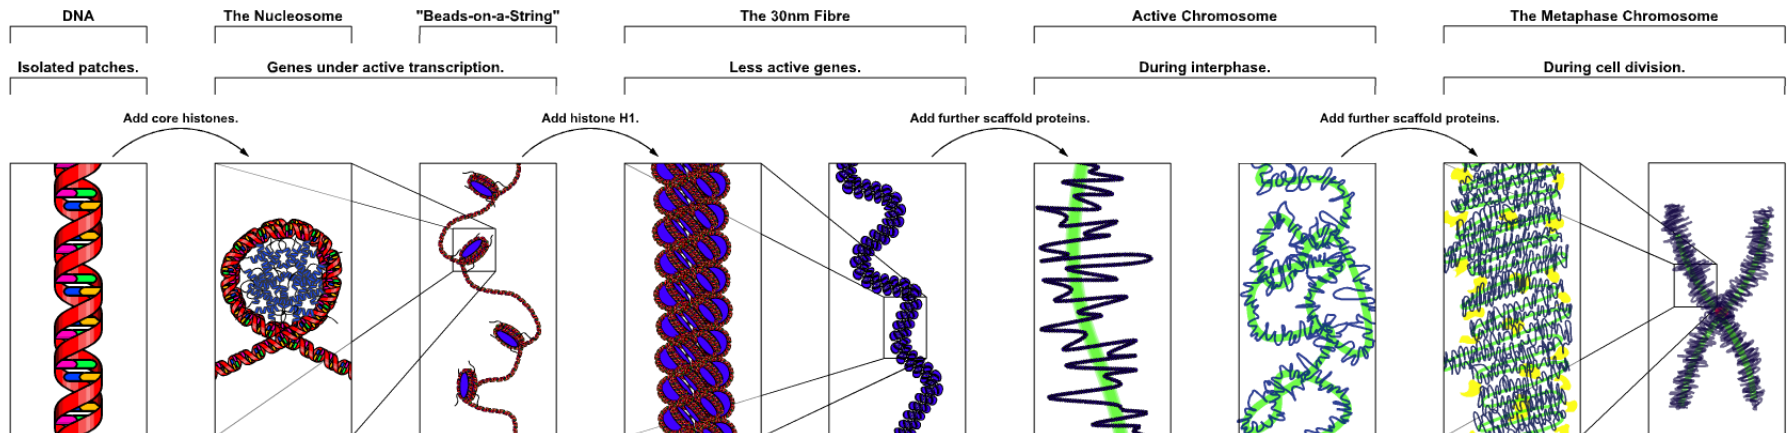 DNA
The Nucleosome
"Beads-on-a-String"
The 30nm Fibre
Active Chromosome
The Metaphase Chromosome
Isolated patches.
Genes under active transcription.
Less active genes.
During interphase.
During cell division.
Add core histones.
Add histone H1.
Add further scaffold proteins.
Add further scaffold proteins.